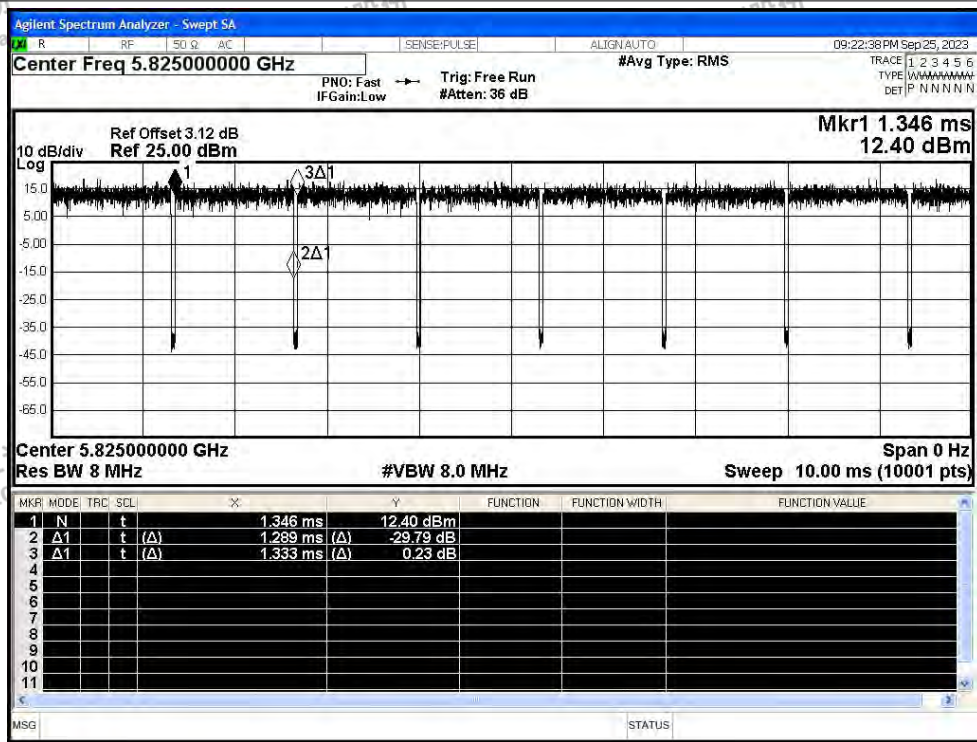 Agilent Spectrum Analyzer - Swept SA
R RF 50 Ω AC SENSE:PULSE ALIGNAUTO 09:22:38 PM Sep 25, 2023
Center Freq 5.825000000 GHz
PNO: Fast
IFGain:Low
Trig: Free Run
#Atten: 36 dB
#Avg Type: RMS
TRACE 1 2 3 4 5 6
TYPE WWWWWW
DET P N N N N N
Mkr1 1.346 ms
12.40 dBm
Ref Offset 3.12 dB
10 dB/div Ref 25.00 dBm
Log
1 3Δ1
15.0
5.00
2Δ1
-5.00
-15.0
-25.0
-35.0
-45.0
-55.0
-65.0
Center 5.825000000 GHz Span 0 Hz
Res BW 8 MHz #VBW 8.0 MHz Sweep 10.00 ms (10001 pts)
MKR MODE TRC SCL X Y FUNCTION FUNCTION WIDTH FUNCTION VALUE
1 N t 1.346 ms 12.40 dBm
2 Δ1 t (Δ) 1.289 ms (Δ) -29.79 dB
3 Δ1 t (Δ) 1.333 ms (Δ) 0.23 dB
4
5
6
7
8
9
10
11
MSG STATUS